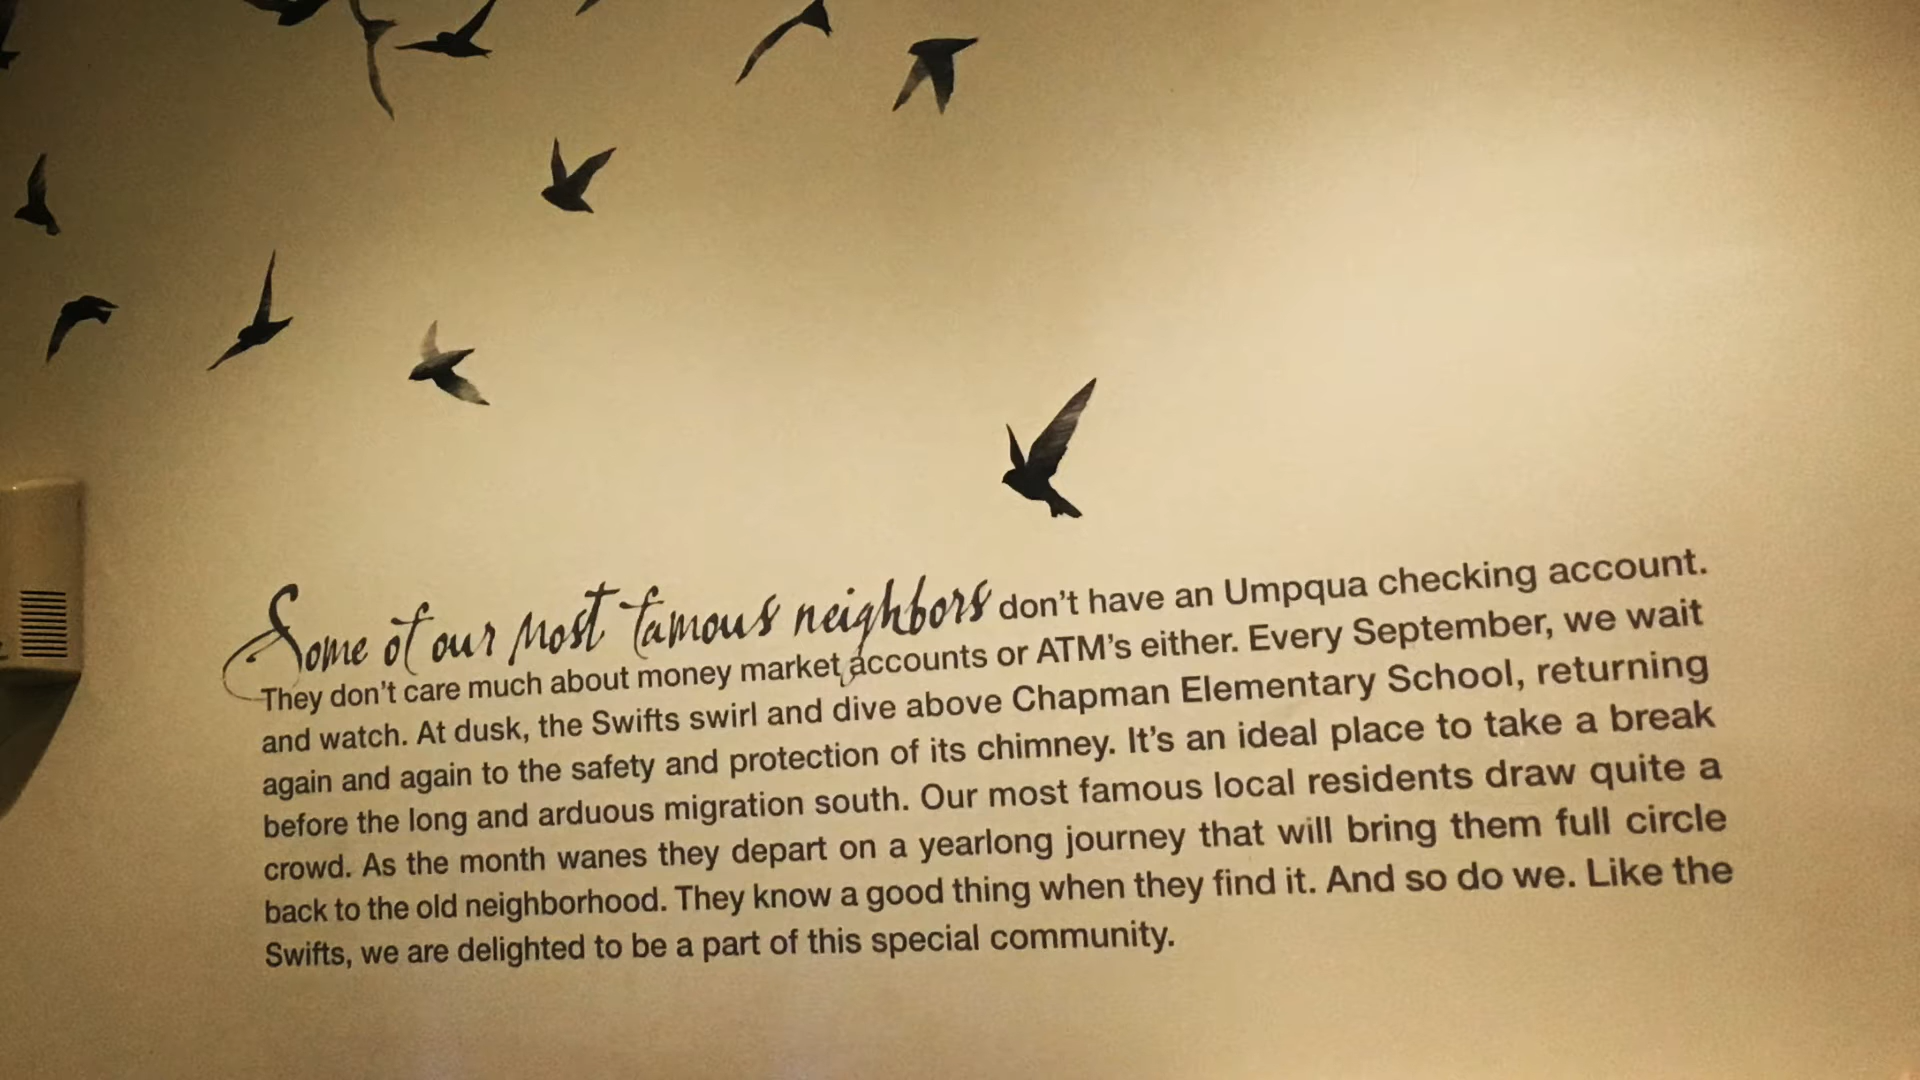 Some of our most famous neighbors don't have an Umpqua checking account.
They don't care much about money market accounts or ATM's either. Every September, we wait
and watch. At dusk, the Swifts swirl and dive above Chapman Elementary School, returning
again and again to the safety and protection of its chimney. It's an ideal place to take a break
before the long and arduous migration south. Our most famous local residents draw quite a
crowd. As the month wanes they depart on a yearlong journey that will bring them full circle
back to the old neighborhood. They know a good thing when they find it. And so do we. Like the
Swifts, we are delighted to be a part of this special community.